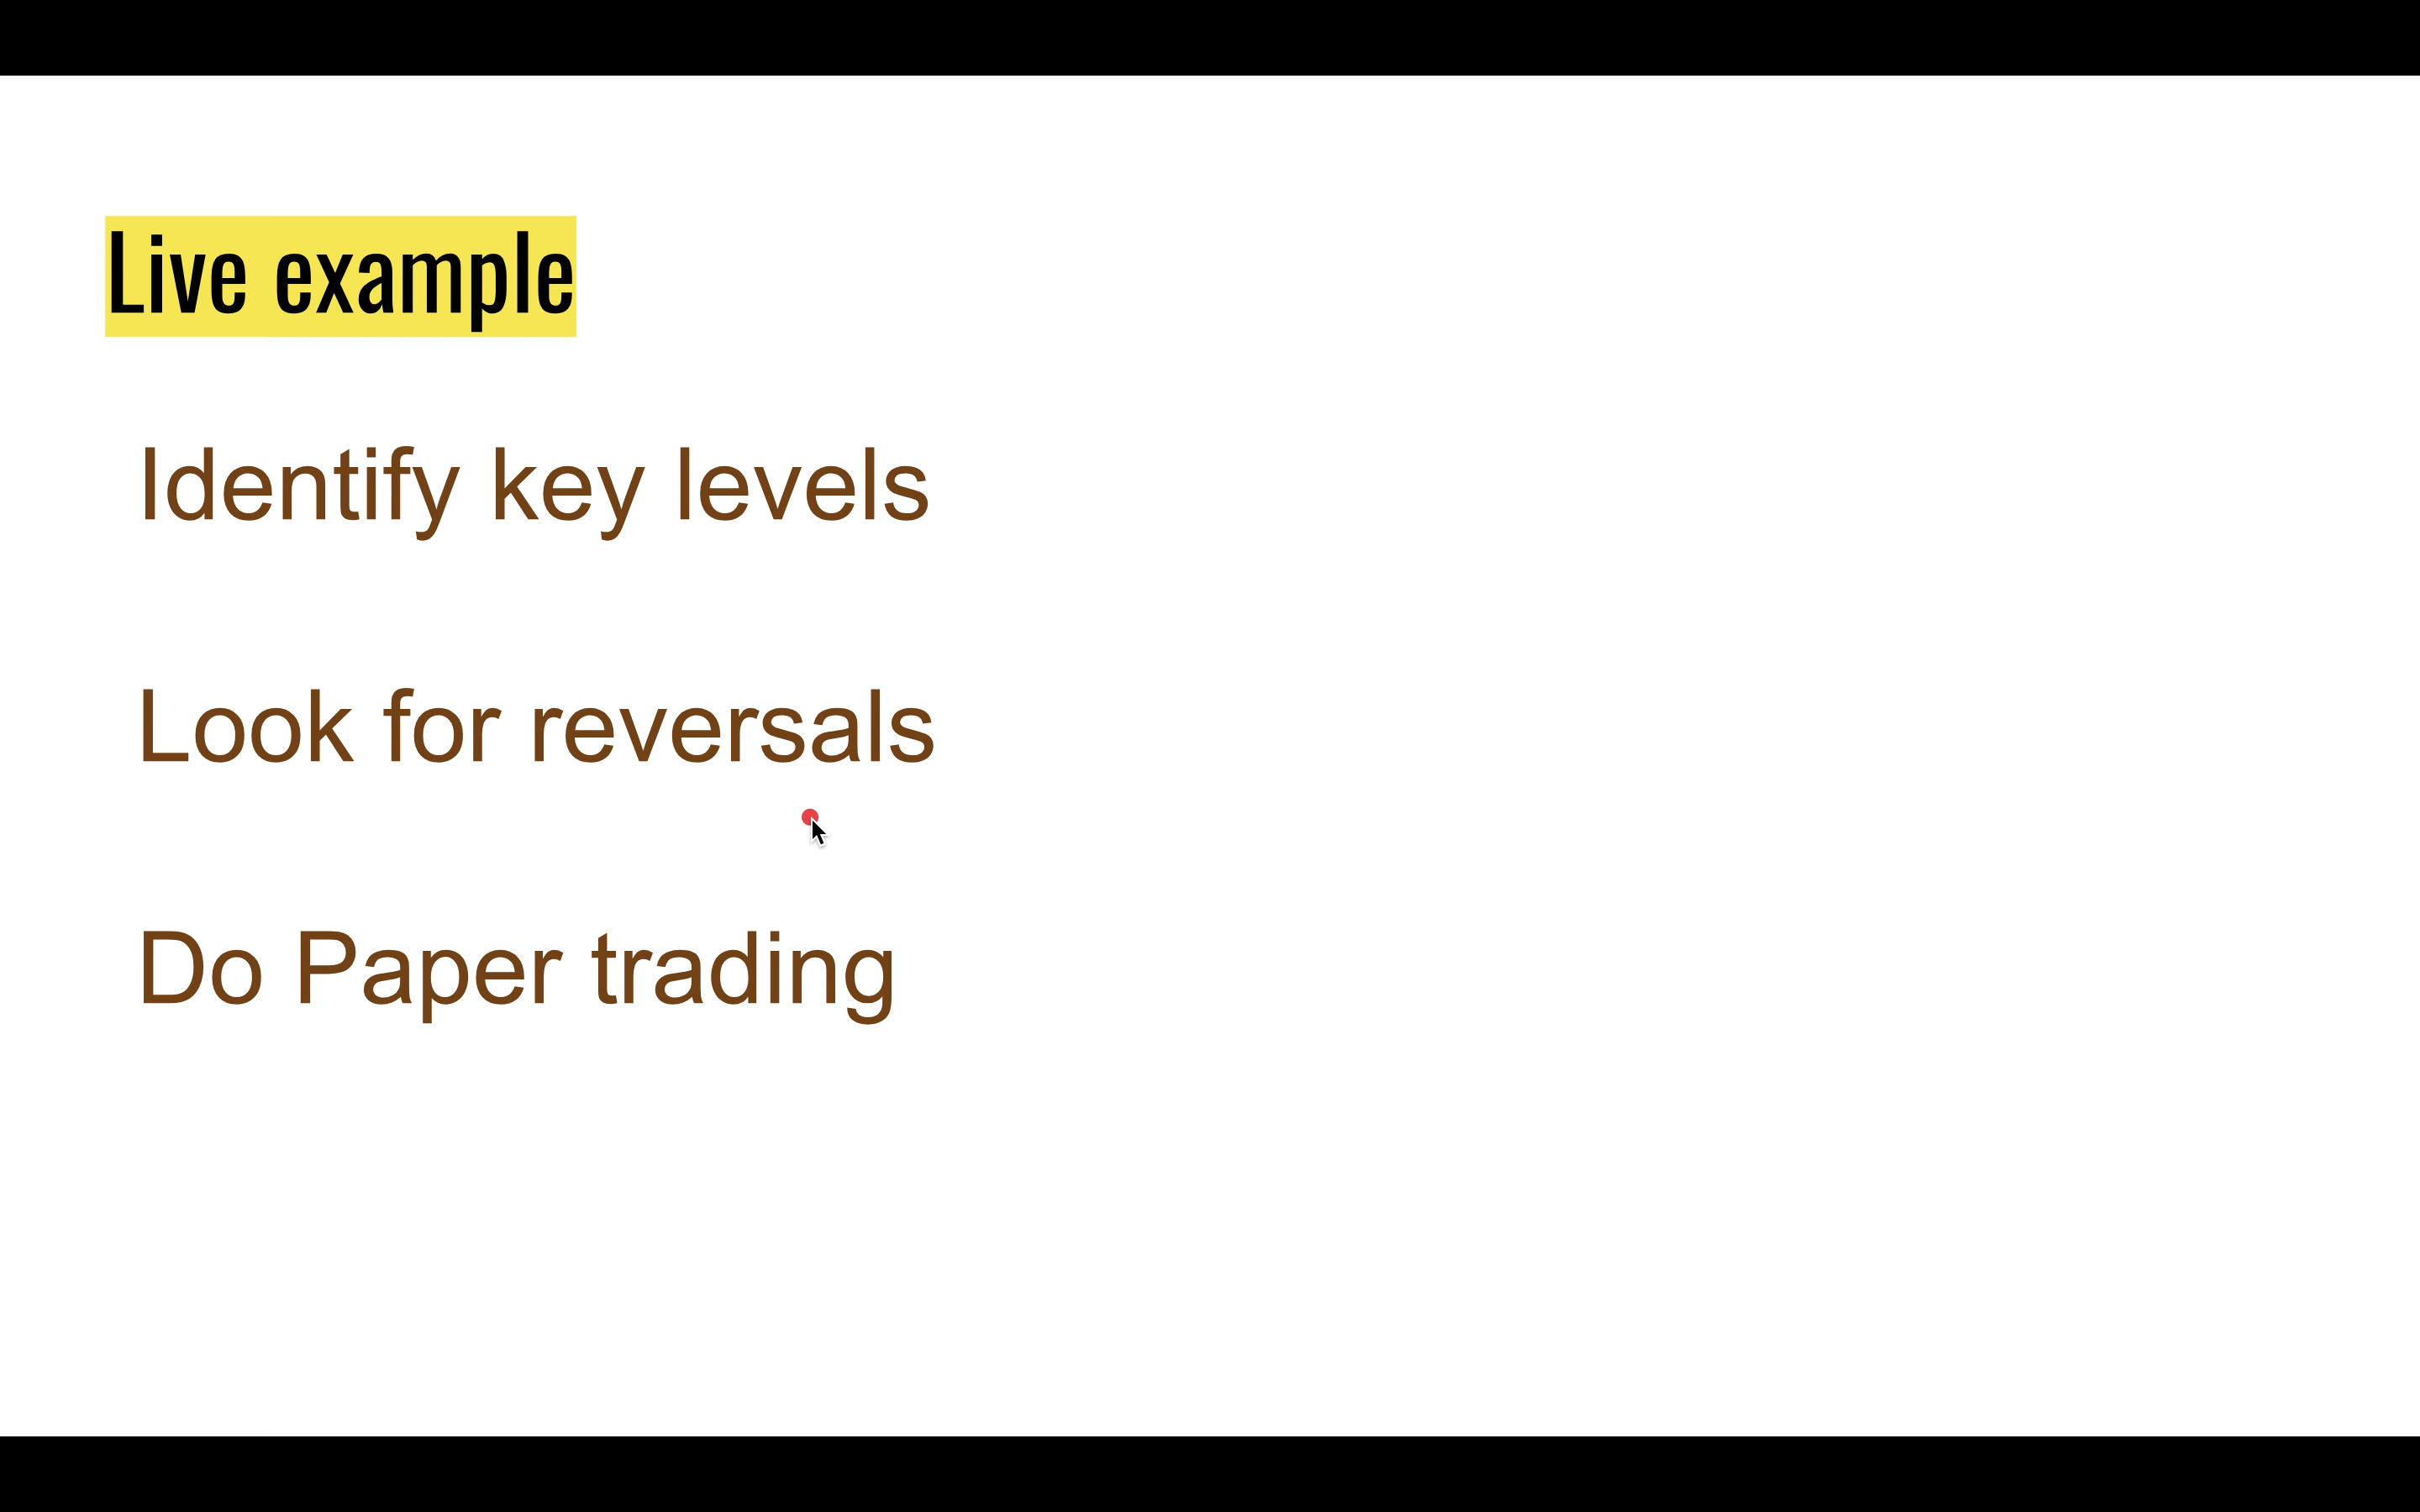 Live example
Identify key levels
Look for reversals
Do Paper trading